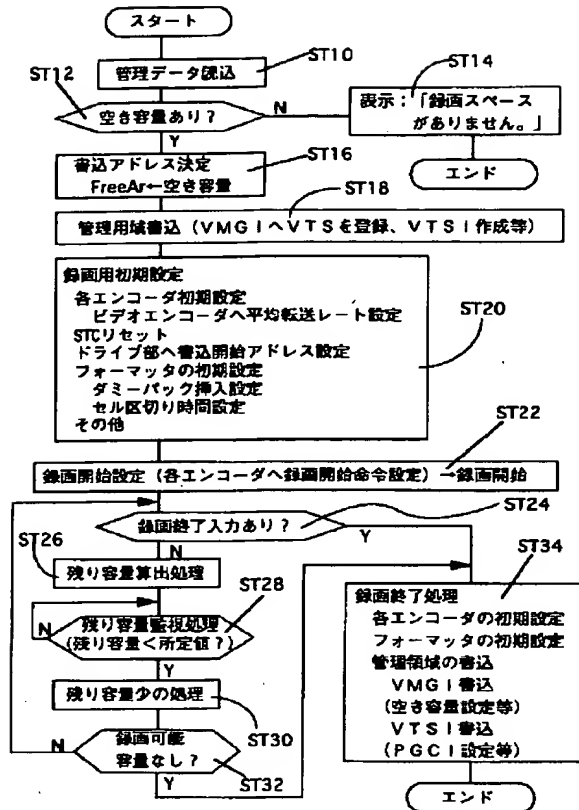 スタート
ST10
管理データ読込
ST12
空き容量あり？
N
Y
ST14
表示：「録画スペース
がありません。」
エンド
ST16
書込アドレス決定
FreeAr←空き容量
ST18
管理用域書込（VMGIへVTSを登録、VTSI作成等）
録画用初期設定
各エンコーダ初期設定
ビデオエンコーダへ平均転送レート設定
STCリセット
ドライブ部へ書込開始アドレス設定
フォーマッタの初期設定
ダミーパック挿入設定
セル区切り時間設定
その他
ST20
ST22
録画開始設定（各エンコーダへ録画開始命令設定）→録画開始
ST24
録画終了入力あり？
Y
N
ST26
残り容量算出処理
ST28
残り容量監視処理
(残り容量＜所定値？)
N
Y
残り容量少の処理
ST30
録画可能
容量なし？
N
Y
ST32
ST34
録画終了処理
各エンコーダの初期設定
フォーマッタの初期設定
管理領域の書込
VMGI書込
(空き容量設定等)
VTSI書込
(PGCI設定等)
エンド